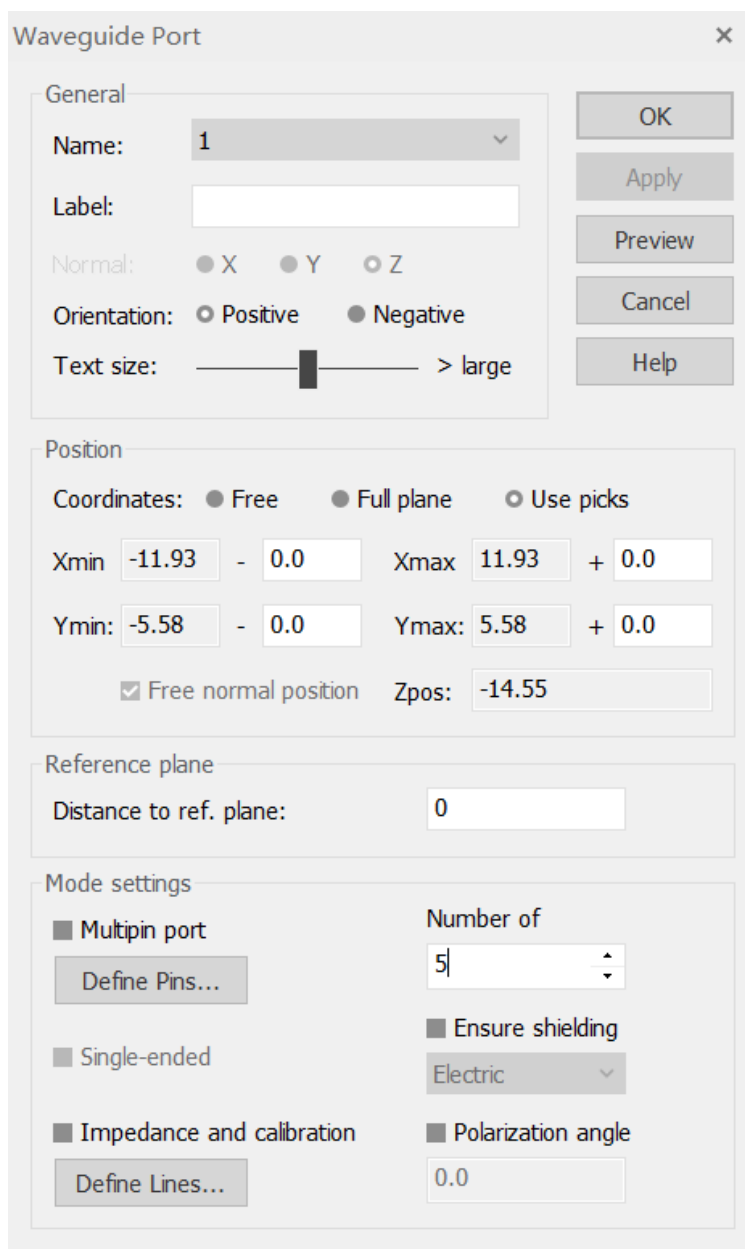 Waveguide Port
General
Name: 1
Label:
Normal: X Y Z
Orientation: Positive Negative
Text size: > large
OK
Apply
Preview
Cancel
Help
Position
Coordinates: Free Full plane Use picks
Xmin -11.93 - 0.0 Xmax 11.93 + 0.0
Ymin: -5.58 - 0.0 Ymax: 5.58 + 0.0
Free normal position Zpos: -14.55
Reference plane
Distance to ref. plane: 0
Mode settings
Multipin port
Define Pins...
Single-ended
Impedance and calibration
Define Lines...
Number of
5
Ensure shielding
Electric
Polarization angle
0.0